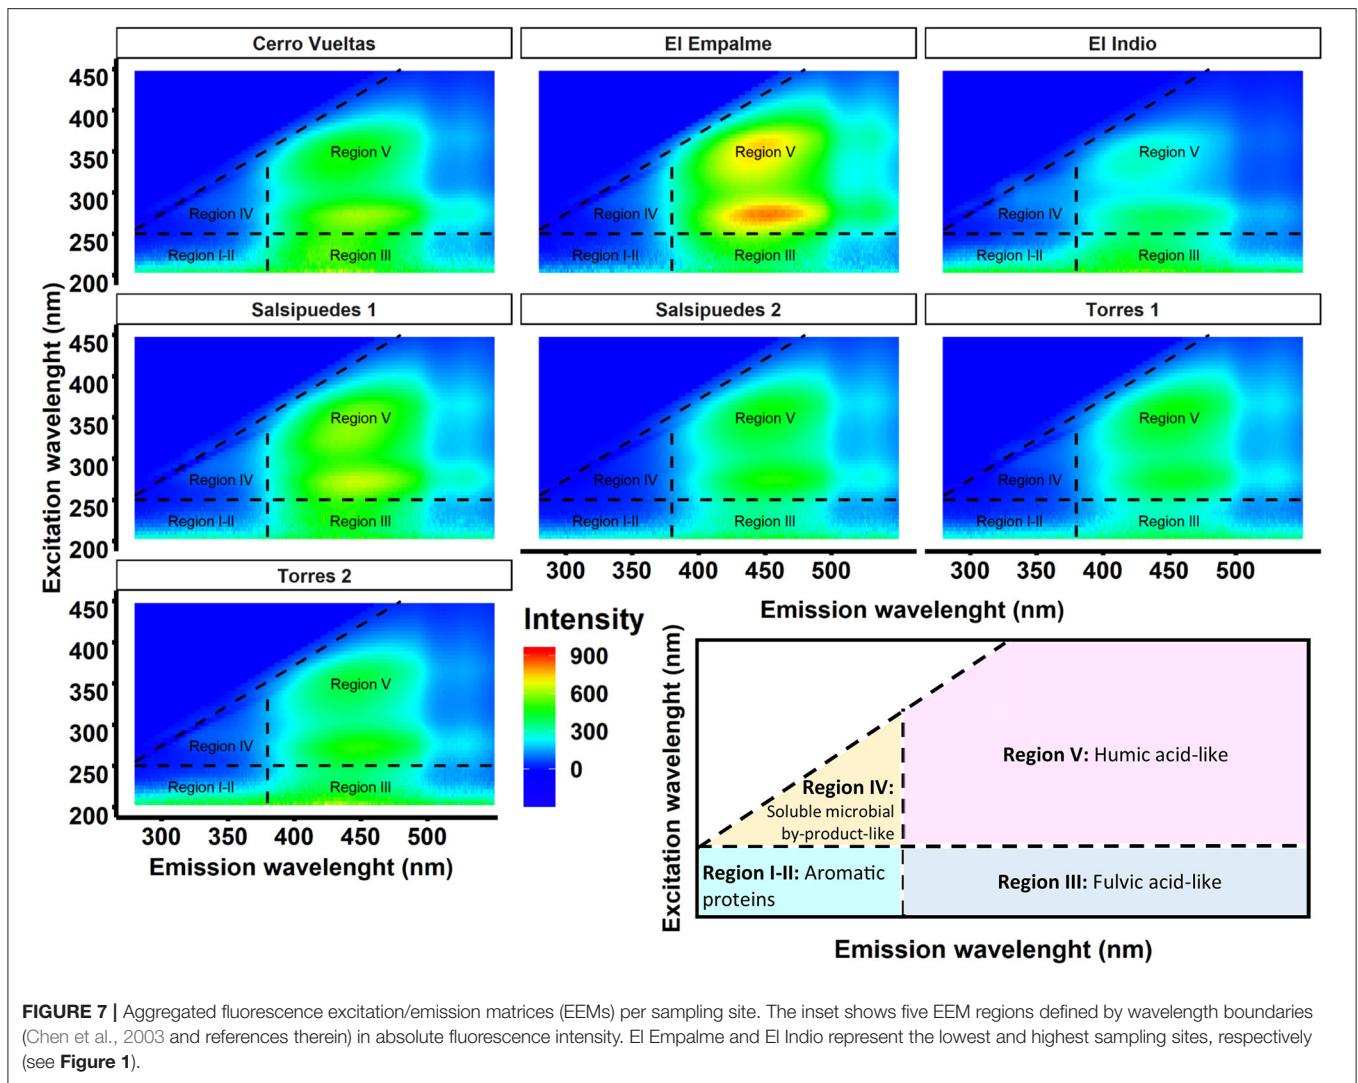 Cerro Vueltas
El Empalme
El Indio
450
400
350
300
250
200
Region V
Region IV
Region I-II
Region III
Region V
Region IV
Region I-II
Region III
Region V
Region IV
Region I-II
Region III
Excitation wavelenght (nm)
Salsipuedes 1
Salsipuedes 2
Torres 1
450
400
350
300
250
200
Region V
Region IV
Region I-II
Region III
Region V
Region IV
Region I-II
Region III
Region V
Region IV
Region I-II
Region III
300 350 400 450 500
300 350 400 450 500
Emission wavelenght (nm)
Torres 2
450
400
350
300
250
200
Region V
Region IV
Region I-II
Region III
300 350 400 450 500
Emission wavelenght (nm)
Intensity
900
600
300
0
Excitation wavelenght (nm)
Region V: Humic acid-like
Region IV:
Soluble microbial
by-product-like
Region I-II: Aromatic
proteins
Region III: Fulvic acid-like
Emission wavelenght (nm)
FIGURE 7 | Aggregated fluorescence excitation/emission matrices (EEMs) per sampling site. The inset shows five EEM regions defined by wavelength boundaries
(Chen et al., 2003 and references therein) in absolute fluorescence intensity. El Empalme and El Indio represent the lowest and highest sampling sites, respectively
(see Figure 1).